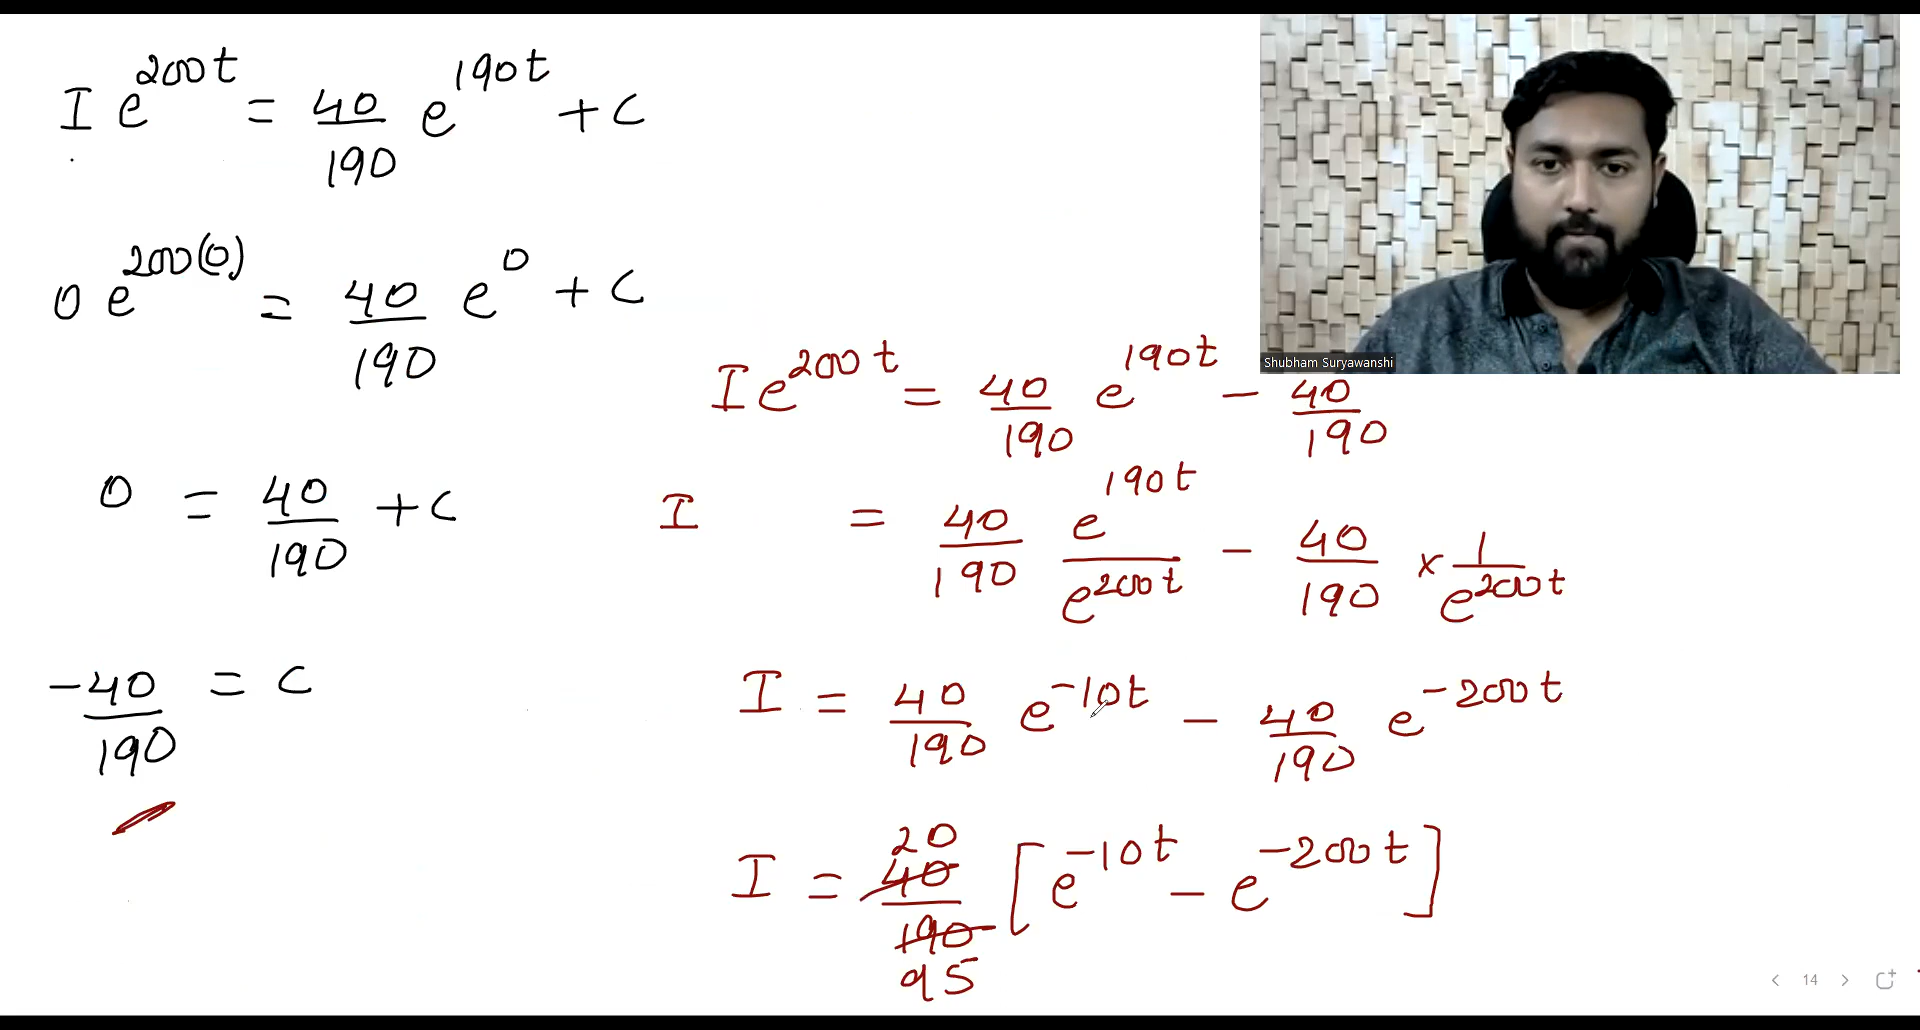 I e^{200t} = 40/190 e^{190t} + C
0 e^{200(0)} = 40/190 e^0 + C
0 = 40/190 + C
-40/190 = C
Shubham Suryawanshi
I e^{200t} = 40/190 e^{190t} - 40/190
I = 40/190 e^{190t}/e^{200t} - 40/190 × 1/e^{200t}
I = 40/190 e^{-10t} - 40/190 e^{-200t}
I = 20 40/190 95 [e^{-10t} - e^{-200t}]
14